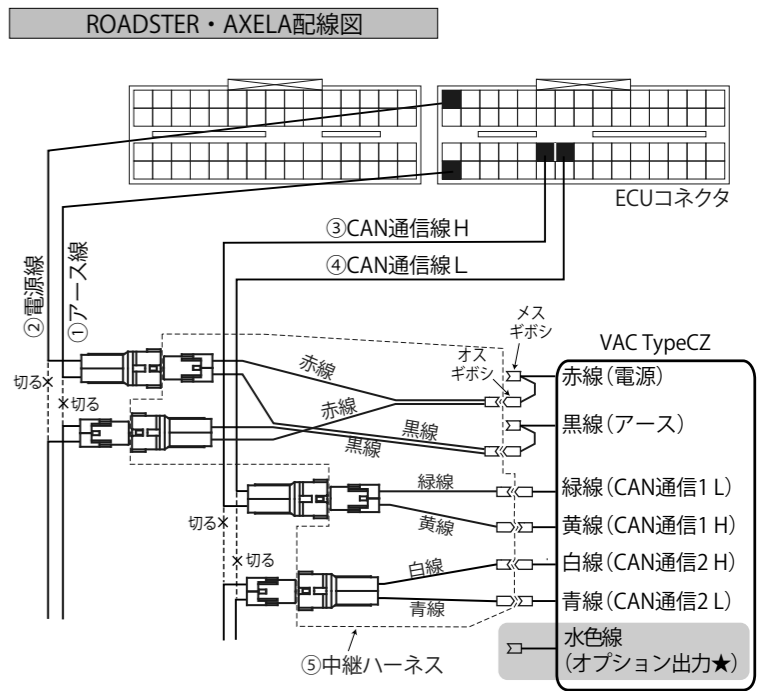 ROADSTER・AXELA配線図
ECUコネクタ
③CAN通信線H
④CAN通信線L
②電源線
①アース線
メス
ギボシ
オス
ギボシ
VAC TypeCZ
切る
切る
赤線
赤線
黒線
黒線
赤線(電源)
黒線(アース)
緑線
黄線
緑線(CAN通信1 L)
黄線(CAN通信1 H)
切る
切る
白線
青線
白線(CAN通信2 H)
青線(CAN通信2 L)
水色線
(オプション出力★)
⑤中継ハーネス